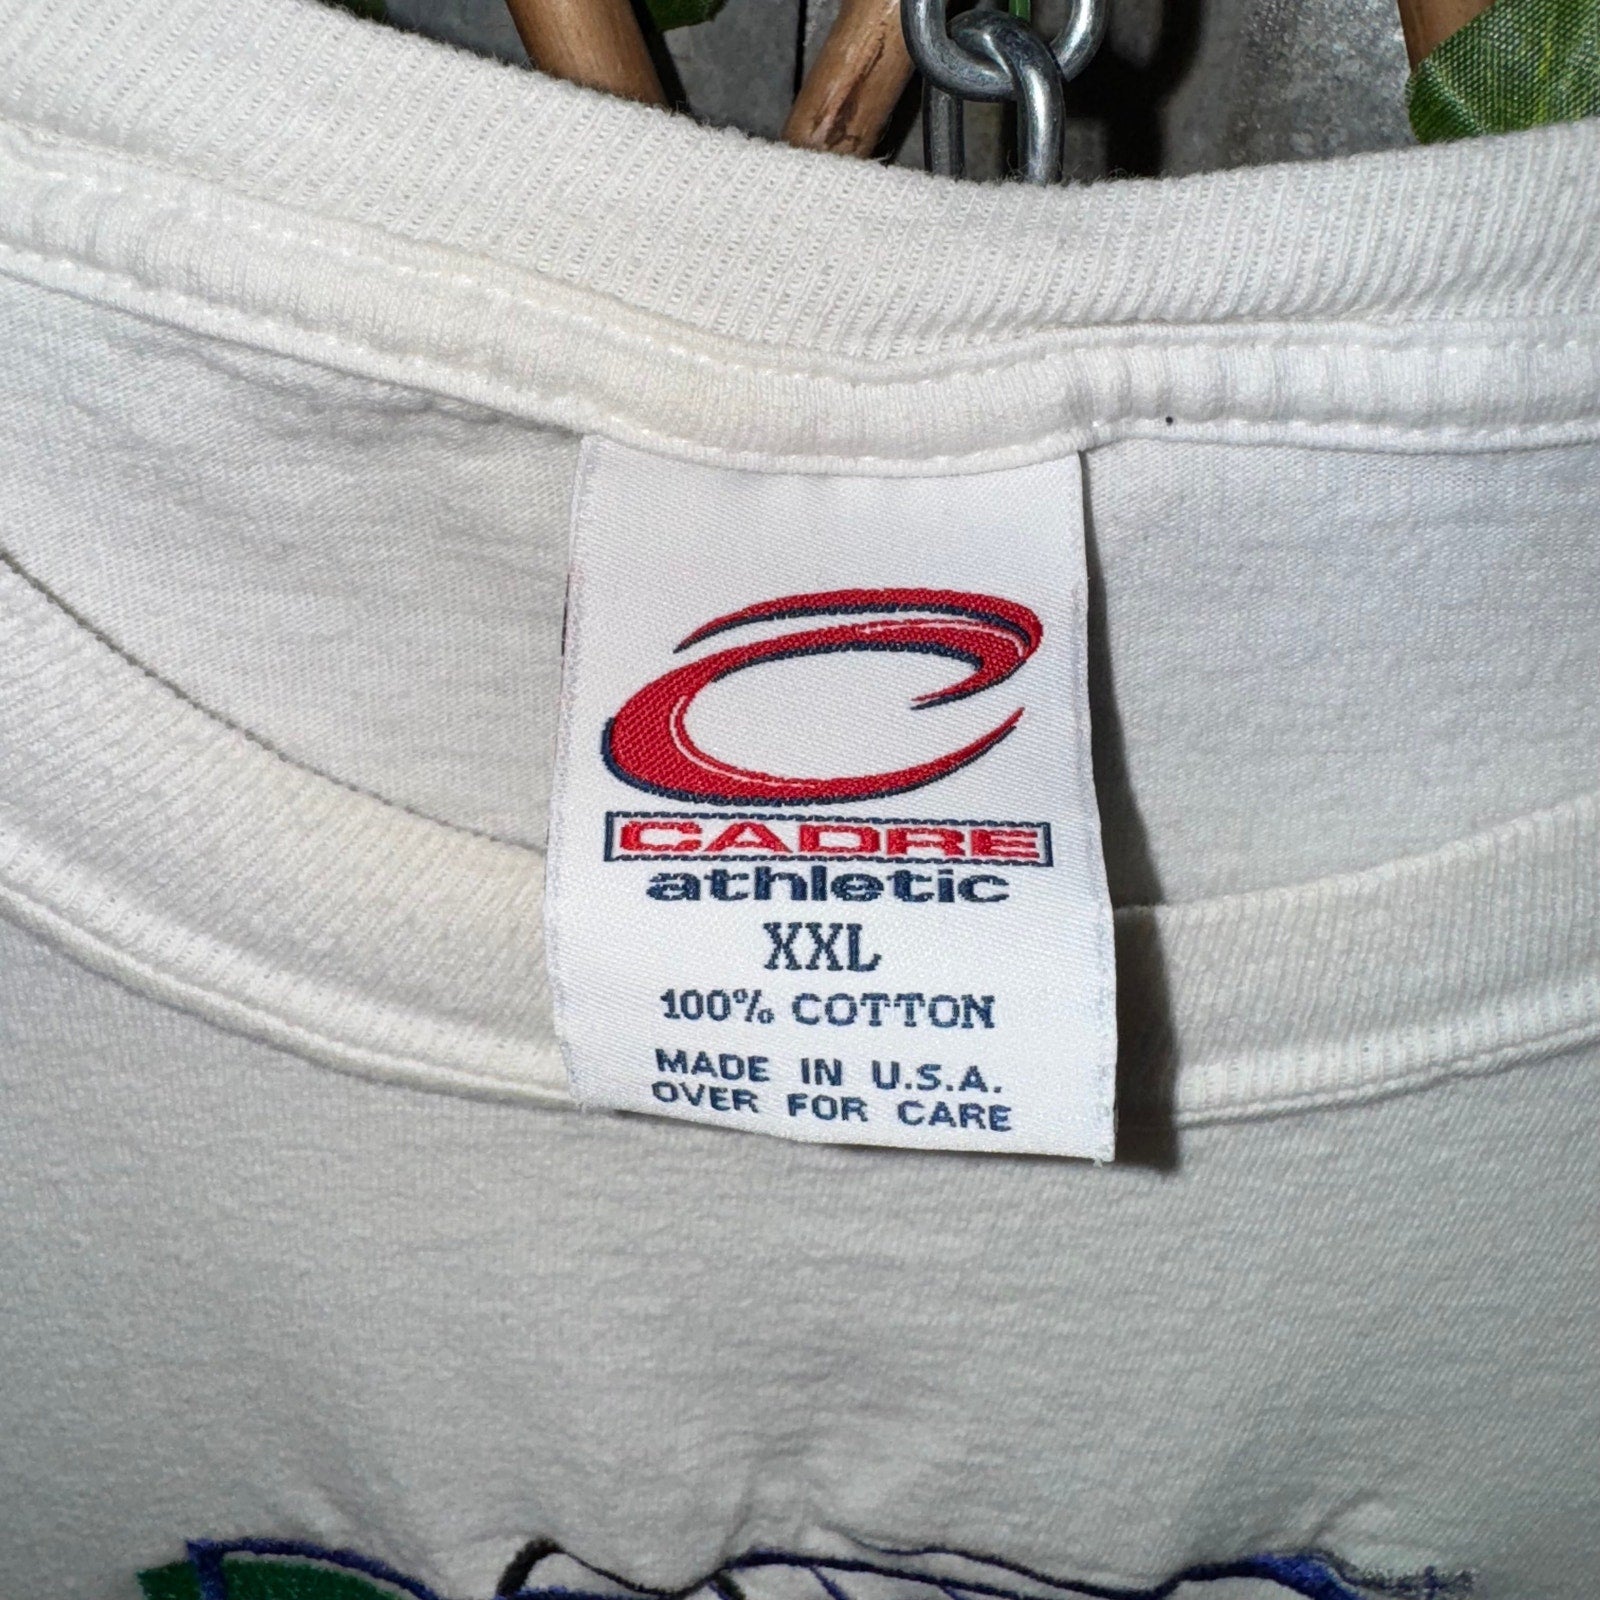 CADRE
athletic
XXL
100% COTTON
MADE IN U.S.A.
OVER FOR CARE